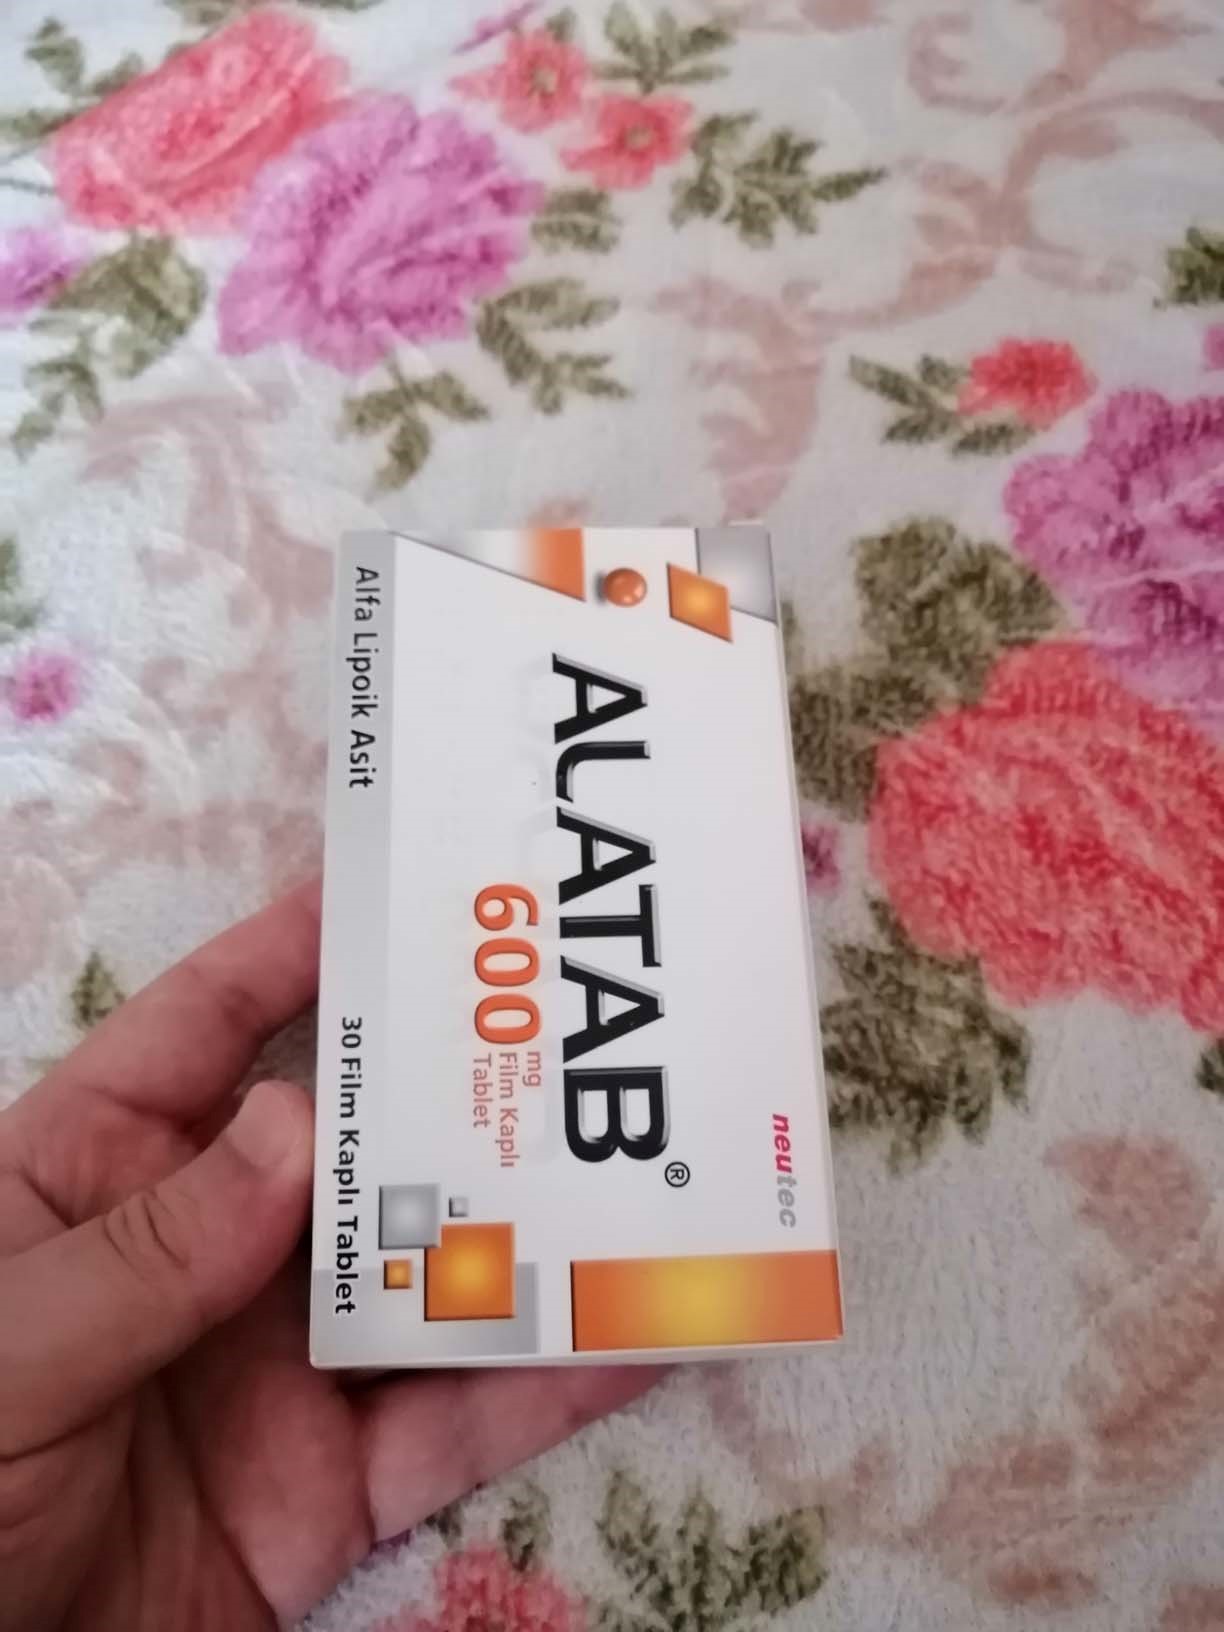 neutec
ALATAB®
600 mg
Film Kaplı
Tablet
Alfa Lipoik Asit
30 Film Kaplı Tablet